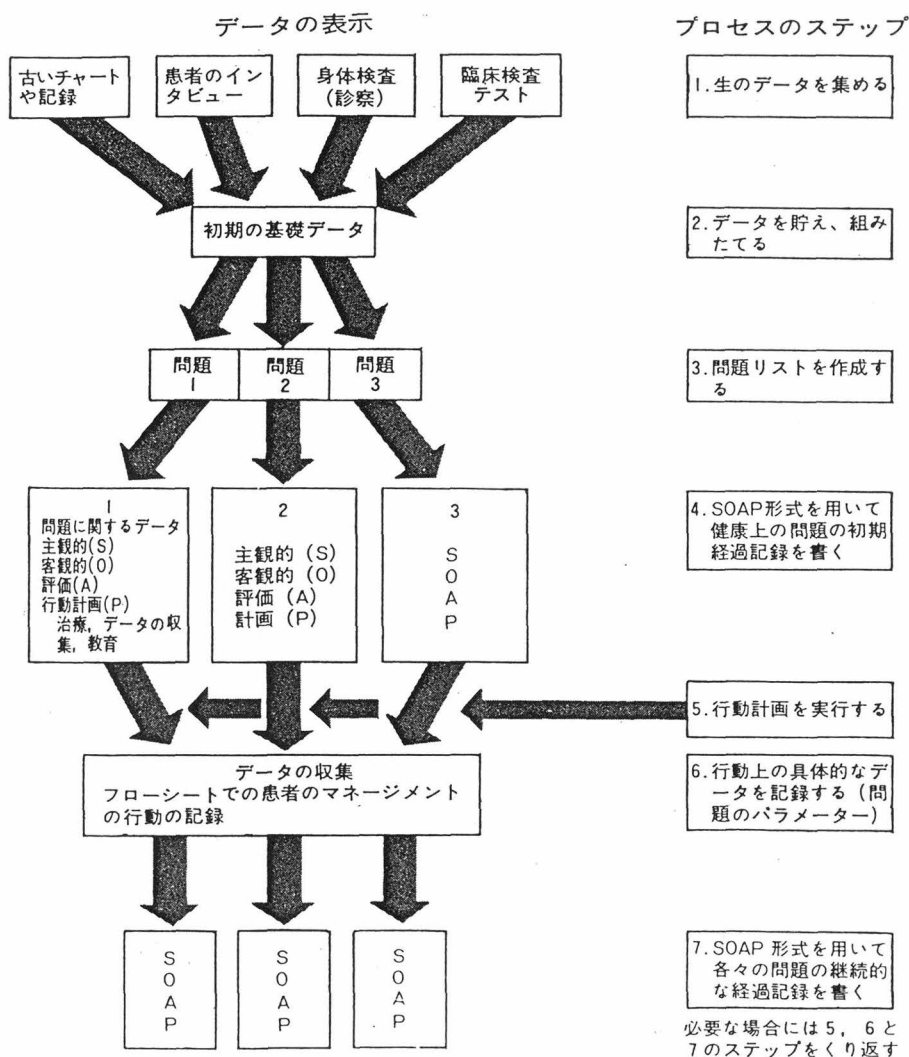 データの表示
プロセスのステップ
古いチャート
や記録
患者のイン
タビュー
身体検査
(診察)
臨床検査
テスト
1.生のデータを集める
初期の基礎データ
2.データを貯え、組み
たてる
問題
1
問題
2
問題
3
3.問題リストを作成す
る
1
問題に関するデータ
主観的(S)
客観的(O)
評価(A)
行動計画(P)
治療,データの収
集,教育
2
主観的 (S)
客観的 (O)
評価 (A)
計画 (P)
3
S
O
A
P
4.SOAP形式を用いて
健康上の問題の初期
経過記録を書く
5.行動計画を実行する
データの収集
フローシートでの患者のマネージメント
の行動の記録
6.行動上の具体的なデ
ータを記録する(問
題のパラメーター)
S
O
A
P
S
O
A
P
S
O
A
P
7.SOAP 形式を用いて
各々の問題の継続的
な経過記録を書く
必要な場合には5,6と
7のステップをくり返す